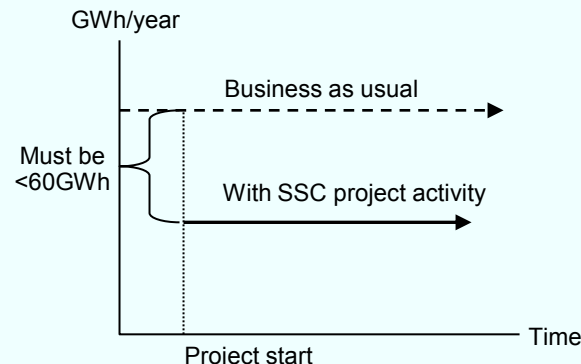 GWh/year
Business as usual
Must be
<60GWh
With SSC project activity
Time
Project start